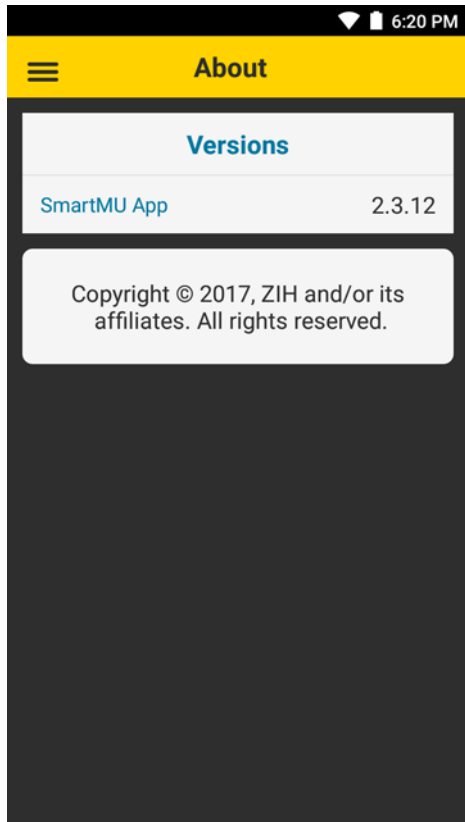 6:20 PM
About
Versions
SmartMU App 2.3.12
Copyright © 2017, ZIH and/or its
affiliates. All rights reserved.